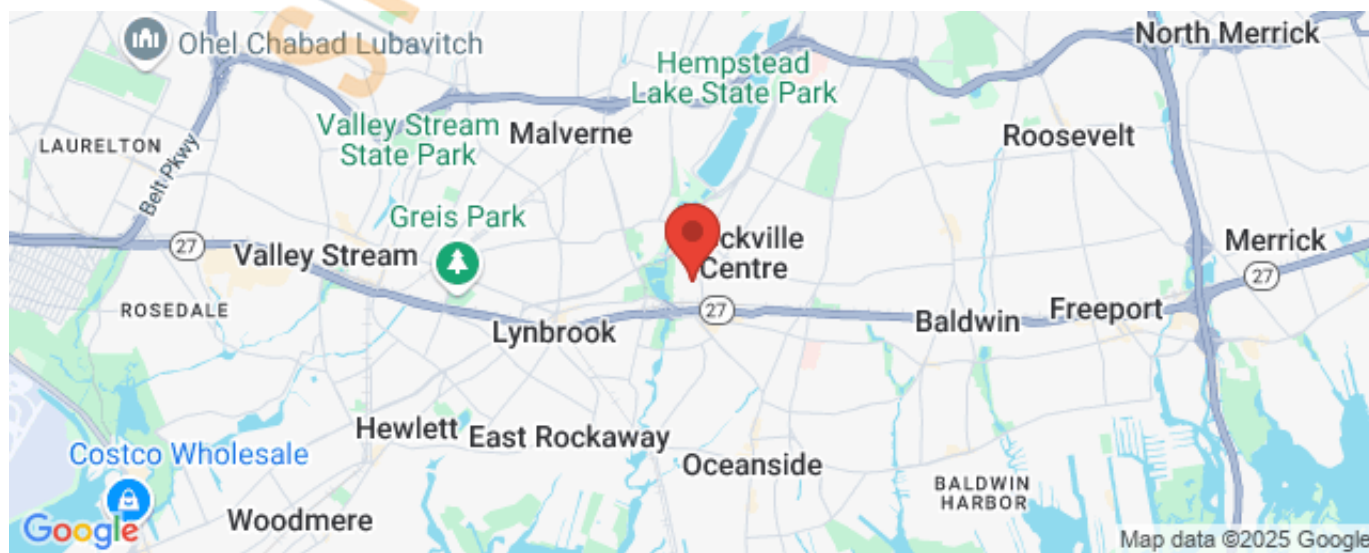 North Merrick
Ohel Chabad Lubavitch
Hempstead
Lake State Park
Valley Stream
State Park
Malverne
Roosevelt
LAURELTON
Belt Pkwy
Greis Park
27
Valley Stream
ckville
Centre
Merrick
27
ROSEDALE
27
Lynbrook
Baldwin
Freeport
Hewlett
East Rockaway
Costco Wholesale
Oceanside
BALDWIN
HARBOR
Woodmere
Google
Map data ©2025 Google